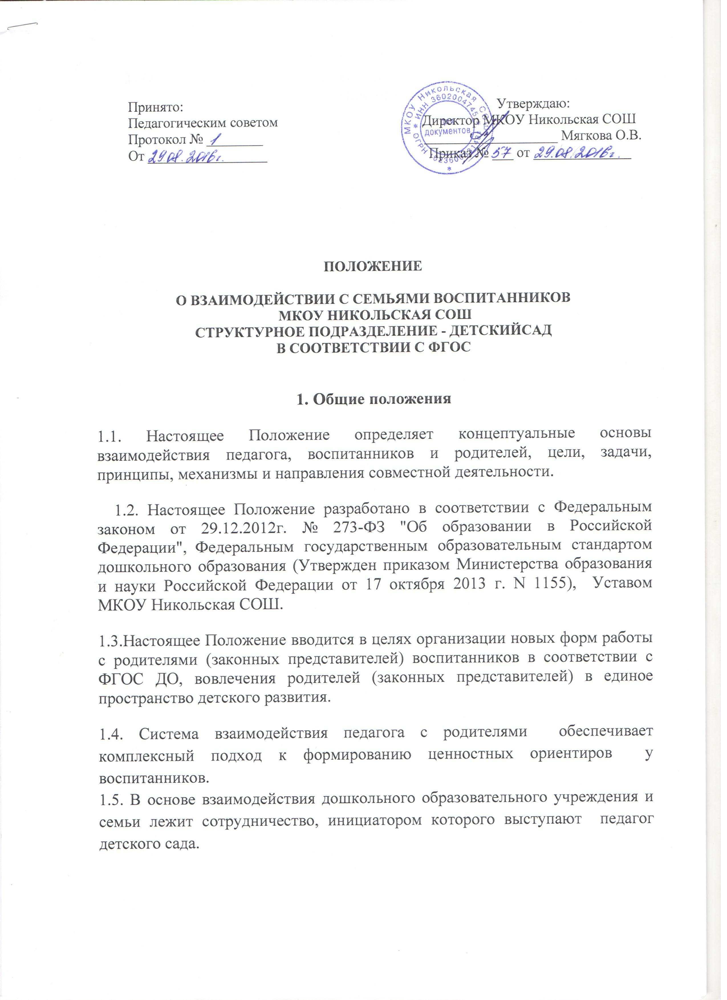 Принято:
Педагогическим советом
Протокол № 1
От 29.08.2016г.
МКОУ Никольская СОШ
* ИНН 3602004745 *
ОГРН
для
документов
*
Утверждаю:
Директор МКОУ Никольская СОШ
____________________ Мягкова О.В.
Приказ № 57 от 29.08.2016г.
ПОЛОЖЕНИЕ
О ВЗАИМОДЕЙСТВИИ С СЕМЬЯМИ ВОСПИТАННИКОВ
МКОУ НИКОЛЬСКАЯ СОШ
СТРУКТУРНОЕ ПОДРАЗДЕЛЕНИЕ - ДЕТСКИЙСАД
В СООТВЕТСТВИИ С ФГОС
1. Общие положения
1.1. Настоящее Положение определяет концептуальные основы
взаимодействия педагога, воспитанников и родителей, цели, задачи,
принципы, механизмы и направления совместной деятельности.
1.2. Настоящее Положение разработано в соответствии с Федеральным
законом от 29.12.2012г. № 273-ФЗ "Об образовании в Российской
Федерации", Федеральным государственным образовательным стандартом
дошкольного образования (Утвержден приказом Министерства образования
и науки Российской Федерации от 17 октября 2013 г. N 1155), Уставом
МКОУ Никольская СОШ.
1.3.Настоящее Положение вводится в целях организации новых форм работы
с родителями (законных представителей) воспитанников в соответствии с
ФГОС ДО, вовлечения родителей (законных представителей) в единое
пространство детского развития.
1.4. Система взаимодействия педагога с родителями обеспечивает
комплексный подход к формированию ценностных ориентиров у
воспитанников.
1.5. В основе взаимодействия дошкольного образовательного учреждения и
семьи лежит сотрудничество, инициатором которого выступают педагог
детского сада.